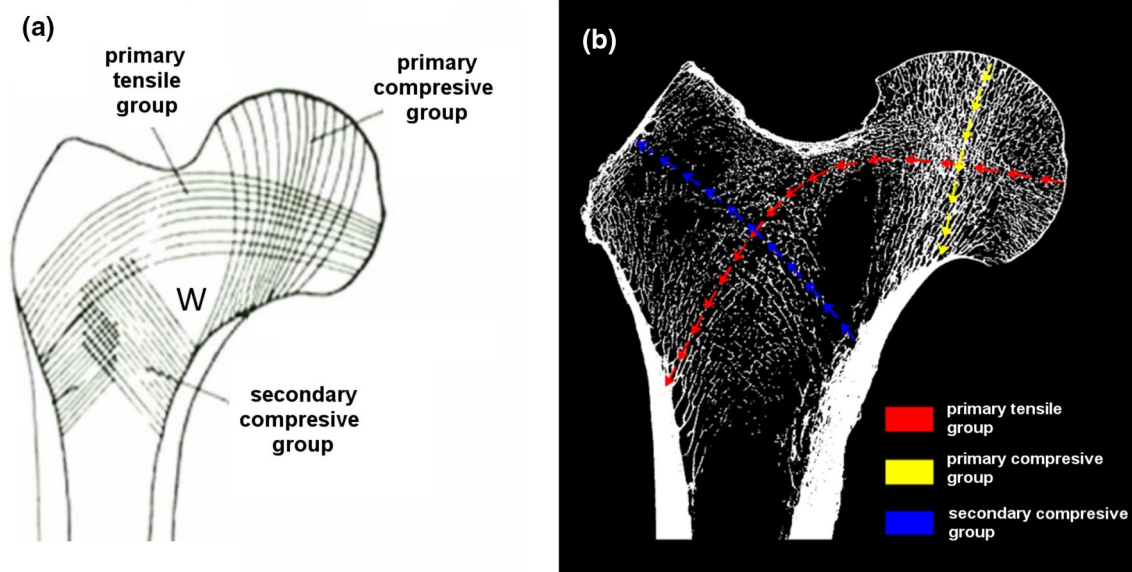 (a)
primary
tensile
group
primary
compresive
group
W
secondary
compresive
group
(b)
primary tensile
group
primary compresive
group
secondary compresive
group